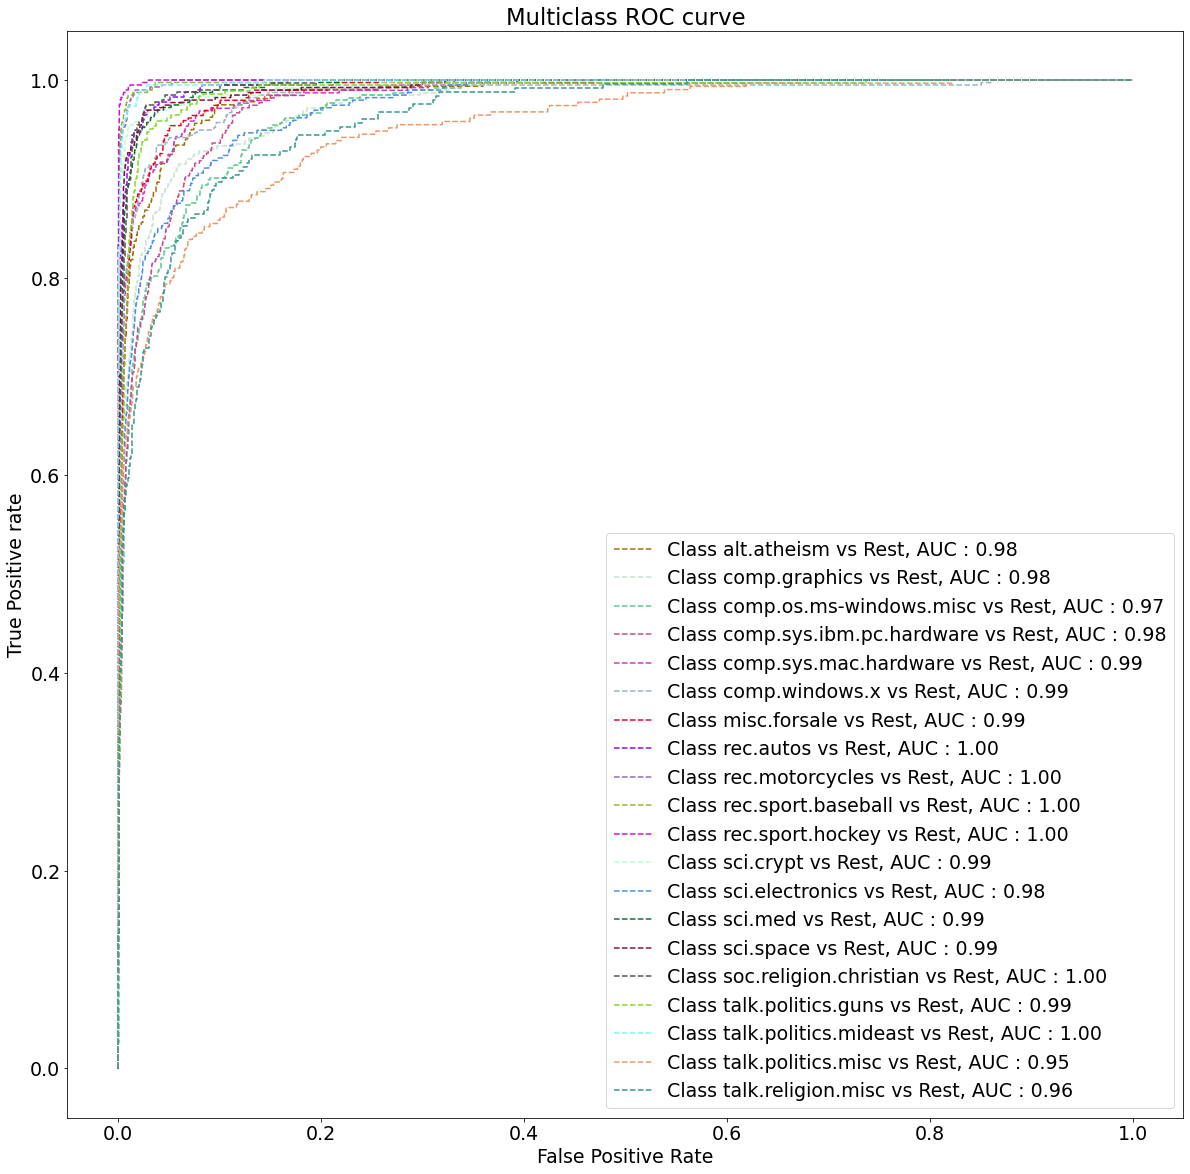 Multiclass ROC curve
True Positive rate
1.0
0.8
0.6
0.4
0.2
0.0
Class alt.atheism vs Rest, AUC : 0.98
Class comp.graphics vs Rest, AUC : 0.98
Class comp.os.ms-windows.misc vs Rest, AUC : 0.97
Class comp.sys.ibm.pc.hardware vs Rest, AUC : 0.98
Class comp.sys.mac.hardware vs Rest, AUC : 0.99
Class comp.windows.x vs Rest, AUC : 0.99
Class misc.forsale vs Rest, AUC : 0.99
Class rec.autos vs Rest, AUC : 1.00
Class rec.motorcycles vs Rest, AUC : 1.00
Class rec.sport.baseball vs Rest, AUC : 1.00
Class rec.sport.hockey vs Rest, AUC : 1.00
Class sci.crypt vs Rest, AUC : 0.99
Class sci.electronics vs Rest, AUC : 0.98
Class sci.med vs Rest, AUC : 0.99
Class sci.space vs Rest, AUC : 0.99
Class soc.religion.christian vs Rest, AUC : 1.00
Class talk.politics.guns vs Rest, AUC : 0.99
Class talk.politics.mideast vs Rest, AUC : 1.00
Class talk.politics.misc vs Rest, AUC : 0.95
Class talk.religion.misc vs Rest, AUC : 0.96
0.0 0.2 0.4 0.6 0.8 1.0
False Positive Rate